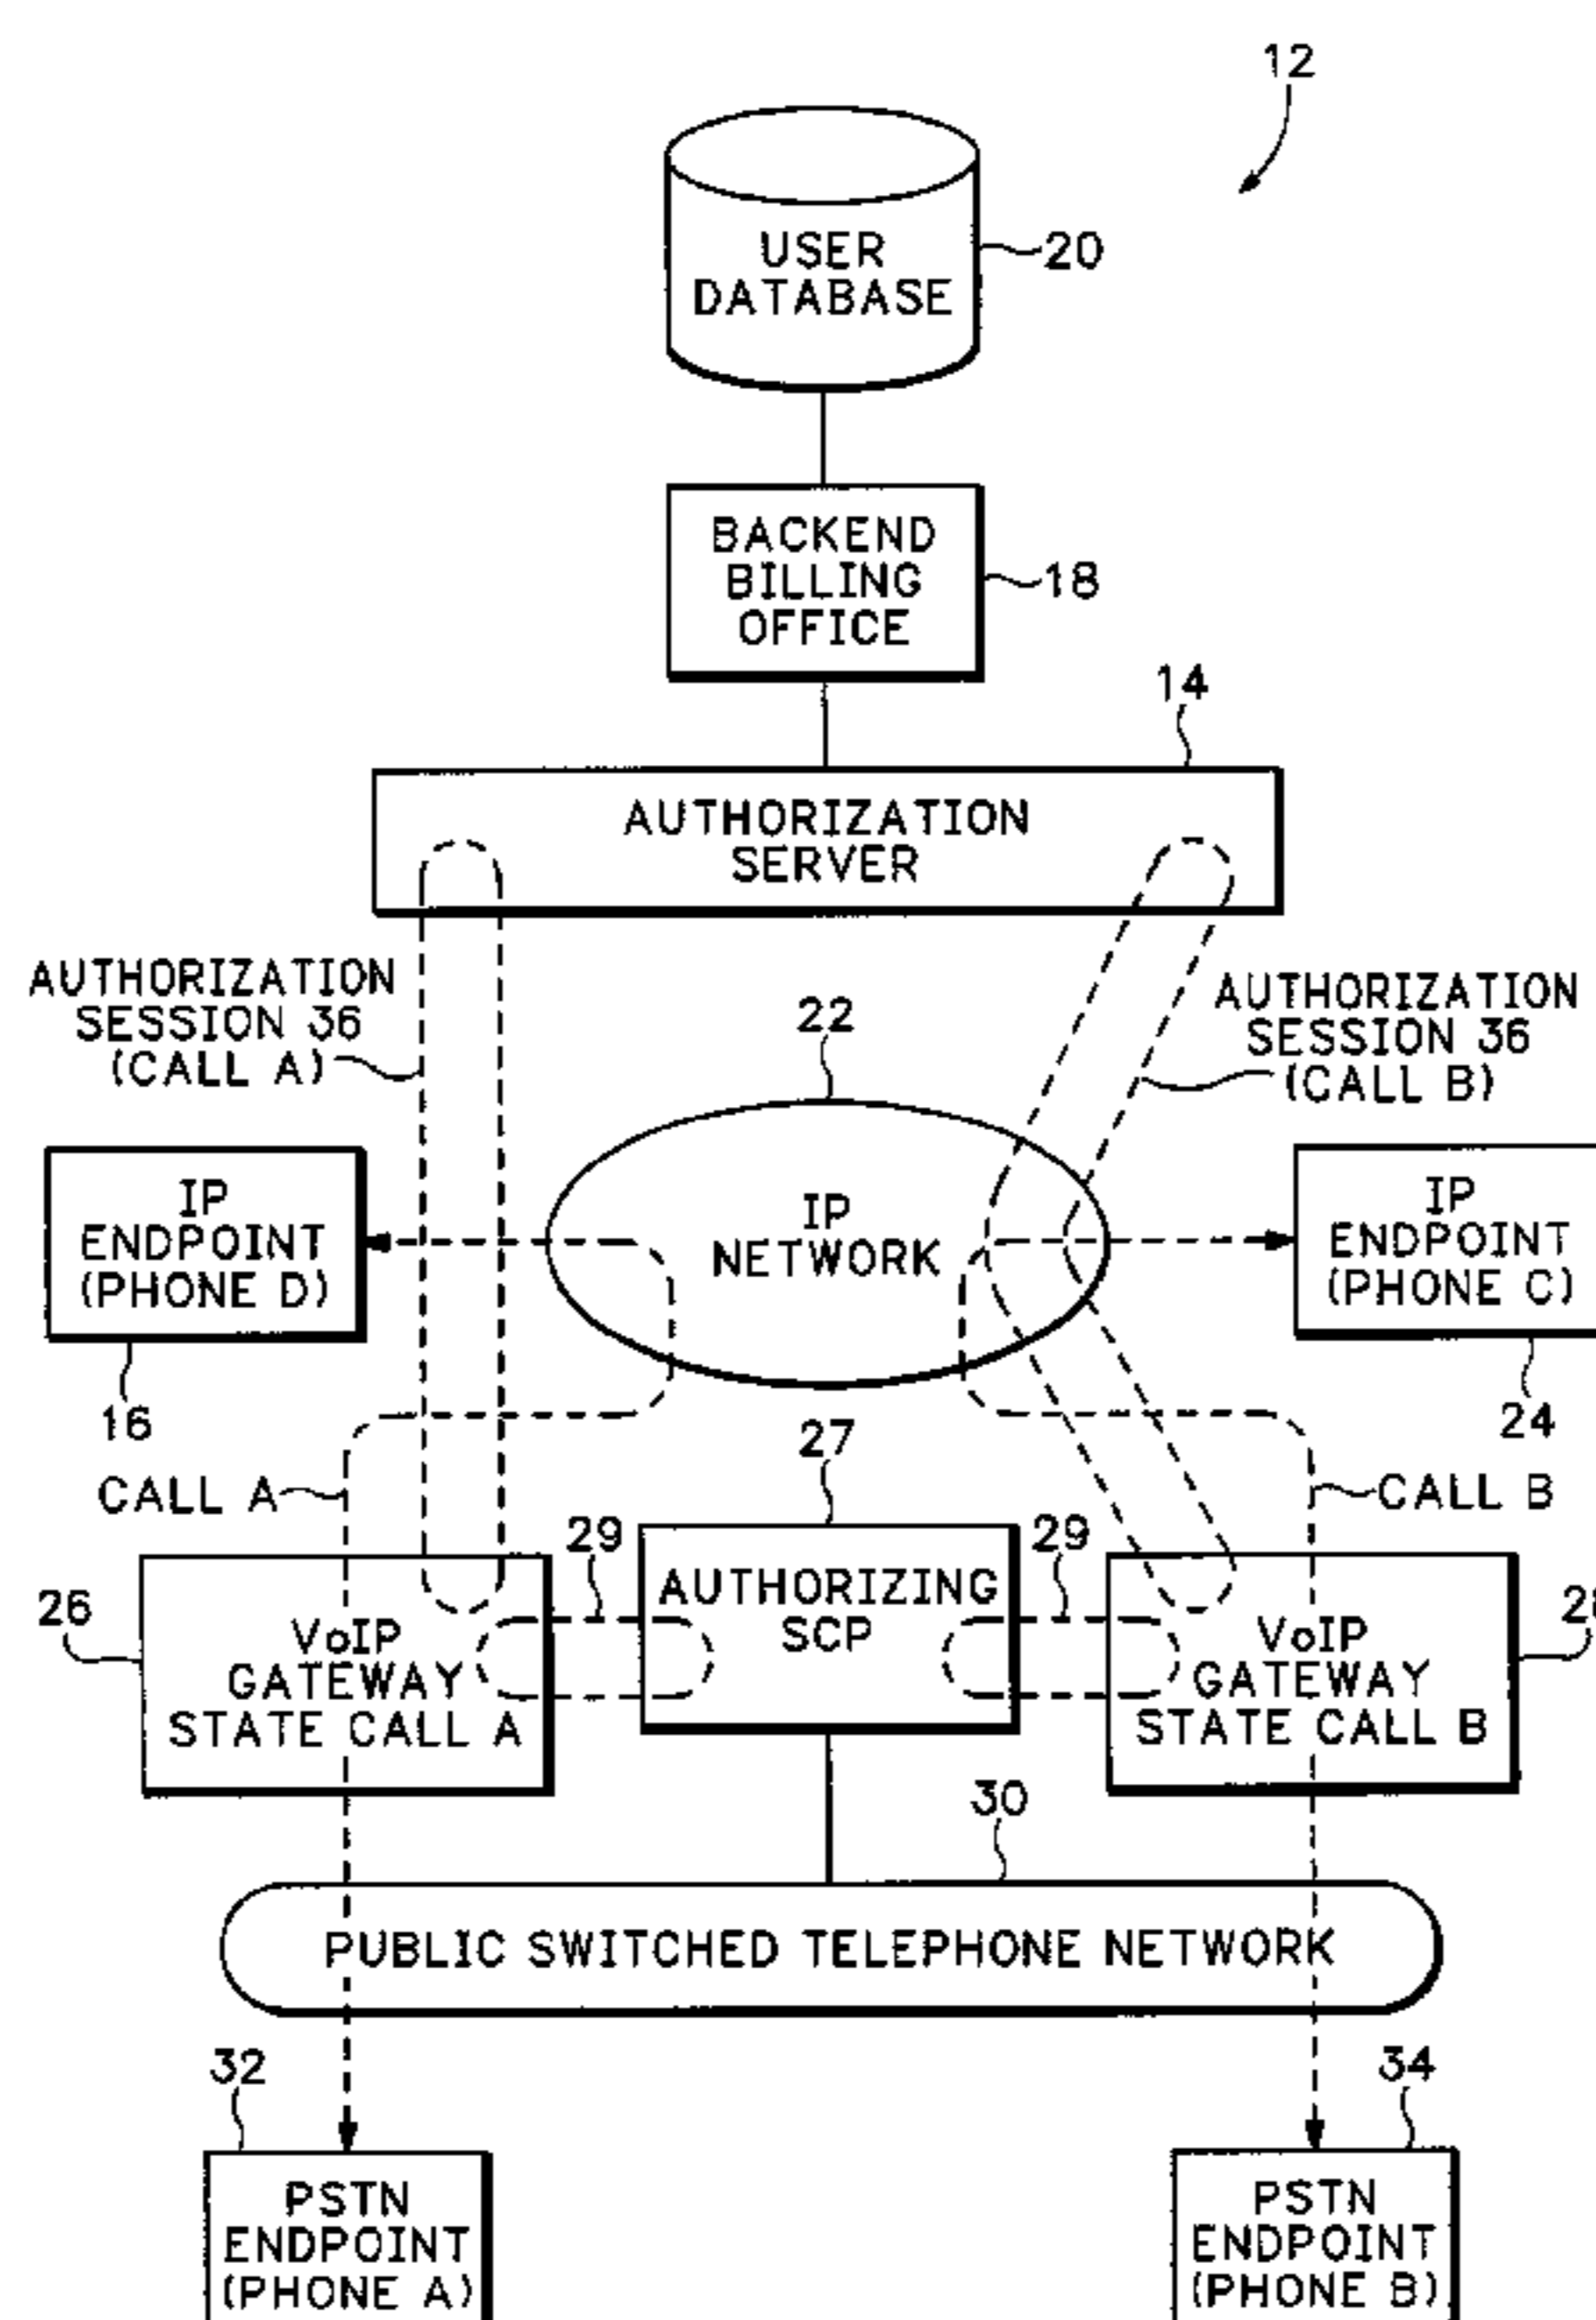 12
USER
DATABASE
20
BACKEND
BILLING
OFFICE
18
14
AUTHORIZATION
SERVER
AUTHORIZATION
SESSION 36
(CALL A)
22
AUTHORIZATION
SESSION 36
(CALL B)
IP
ENDPOINT
(PHONE D)
IP
NETWORK
IP
ENDPOINT
(PHONE C)
16
24
CALL A
27
CALL B
29
29
26
VoIP
GATEWAY
STATE CALL A
AUTHORIZING
SCP
VoIP
GATEWAY
STATE CALL B
30
PUBLIC SWITCHED TELEPHONE NETWORK
32
34
PSTN
ENDPOINT
(PHONE A)
PSTN
ENDPOINT
(PHONE B)